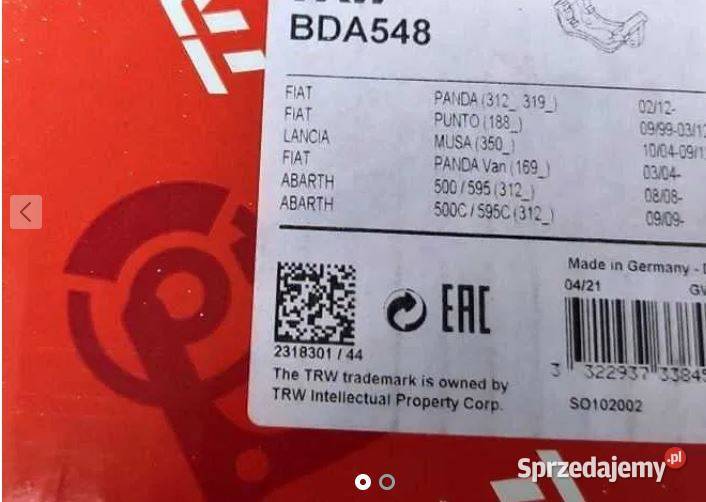 BDA548
FIAT PANDA (312_ 319_) 02/12-
FIAT PUNTO (188_) 09/99-03/12
LANCIA MUSA (350_) 10/04-09/1
FIAT PANDA Van (169_) 03/04-
ABARTH 500 / 595 (312_) 08/08-
ABARTH 500C / 595C (312_) 09/09-
Made in Germany -
04/21
EAC
2318301 / 44
3 322937 33845
The TRW trademark is owned by
TRW Intellectual Property Corp.
SO102002
Sprzedajemy.pl